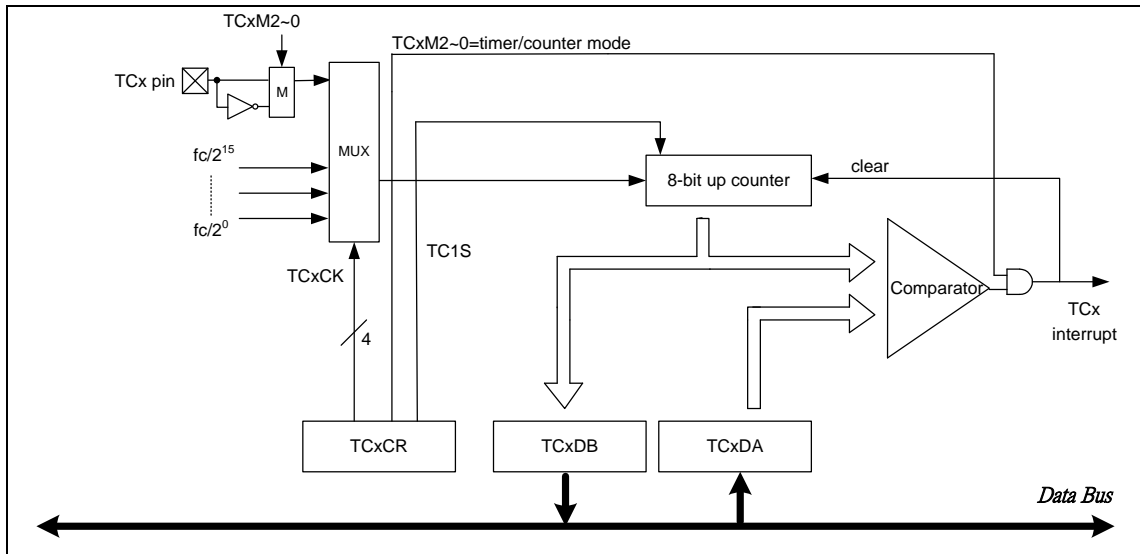 TCxM2~0
TCxM2~0=timer/counter mode
TCx pin
M
MUX
fc/2¹⁵
fc/2⁰
8-bit up counter
clear
TCxCK
TC1S
Comparator
TCx
interrupt
4
TCxCR
TCxDB
TCxDA
Data Bus